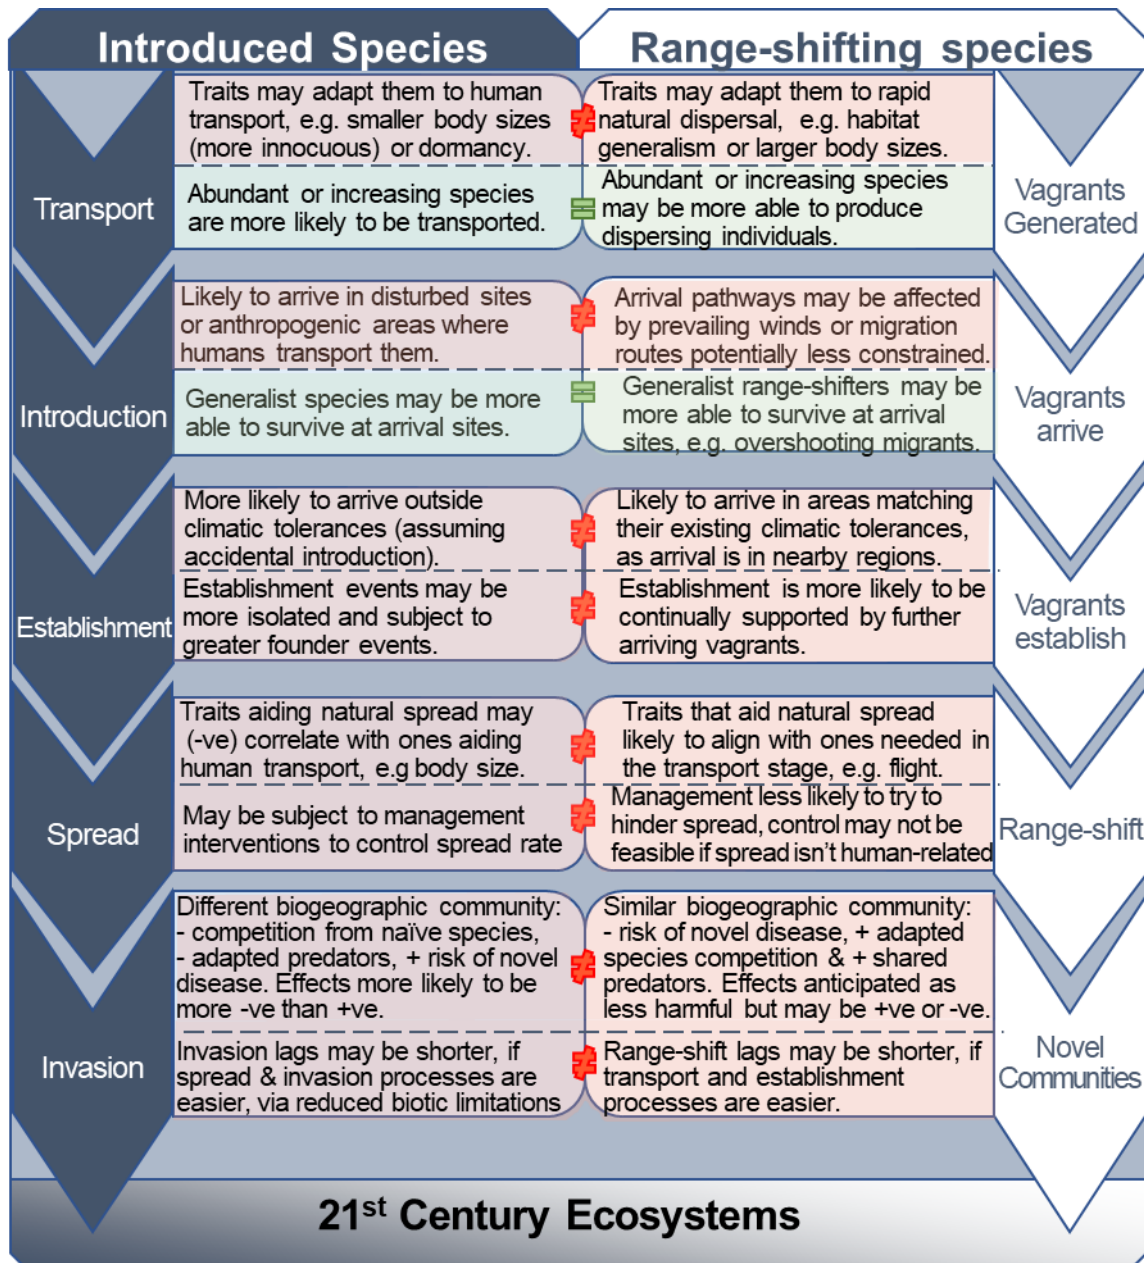 Introduced Species
Range-shifting species
Transport
Traits may adapt them to human
transport, e.g. smaller body sizes
(more innocuous) or dormancy.
≠
Traits may adapt them to rapid
natural dispersal, e.g. habitat
generalism or larger body sizes.
Abundant or increasing species
are more likely to be transported.
=
Abundant or increasing species
may be more able to produce
dispersing individuals.
Vagrants
Generated
Introduction
Likely to arrive in disturbed sites
or anthropogenic areas where
humans transport them.
≠
Arrival pathways may be affected
by prevailing winds or migration
routes potentially less constrained.
Generalist species may be more
able to survive at arrival sites.
=
Generalist range-shifters may be
more able to survive at arrival
sites, e.g. overshooting migrants.
Vagrants
arrive
Establishment
More likely to arrive outside
climatic tolerances (assuming
accidental introduction).
≠
Likely to arrive in areas matching
their existing climatic tolerances,
as arrival is in nearby regions.
Establishment events may be
more isolated and subject to
greater founder events.
≠
Establishment is more likely to be
continually supported by further
arriving vagrants.
Vagrants
establish
Spread
Traits aiding natural spread may
(-ve) correlate with ones aiding
human transport, e.g body size.
≠
Traits that aid natural spread
likely to align with ones needed in
the transport stage, e.g. flight.
May be subject to management
interventions to control spread rate
≠
Management less likely to try to
hinder spread, control may not be
feasible if spread isn't human-related
Range-shift
Invasion
Different biogeographic community:
- competition from naïve species,
- adapted predators, + risk of novel
disease. Effects more likely to be
more -ve than +ve.
≠
Similar biogeographic community:
- risk of novel disease, + adapted
species competition & + shared
predators. Effects anticipated as
less harmful but may be +ve or -ve.
Invasion lags may be shorter, if
spread & invasion processes are
easier, via reduced biotic limitations
≠
Range-shift lags may be shorter, if
transport and establishment
processes are easier.
Novel
Communities
21st Century Ecosystems